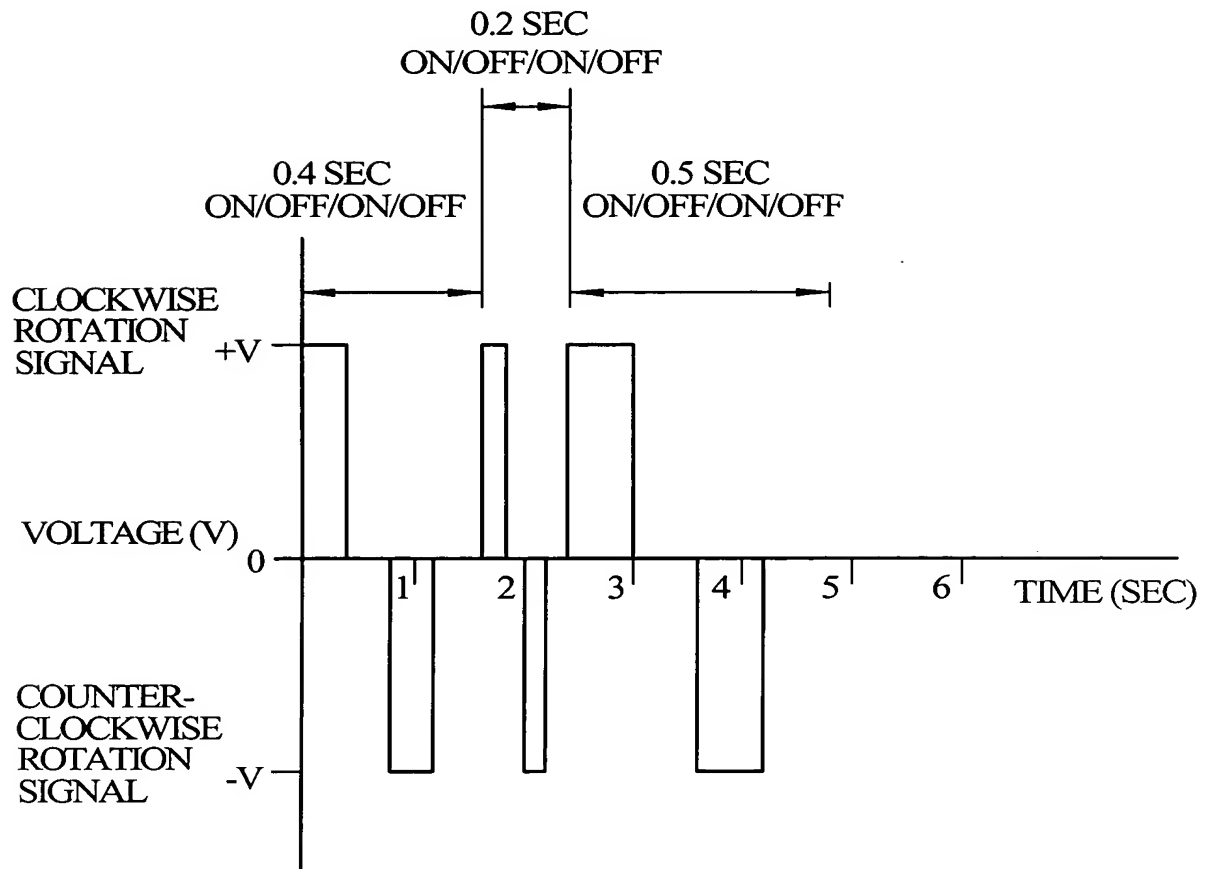 0.2 SEC
ON/OFF/ON/OFF
0.4 SEC
ON/OFF/ON/OFF
0.5 SEC
ON/OFF/ON/OFF
CLOCKWISE
ROTATION
SIGNAL
+V
VOLTAGE (V)
0
1
2
3
4
5
6
TIME (SEC)
COUNTER-
CLOCKWISE
ROTATION
SIGNAL
-V